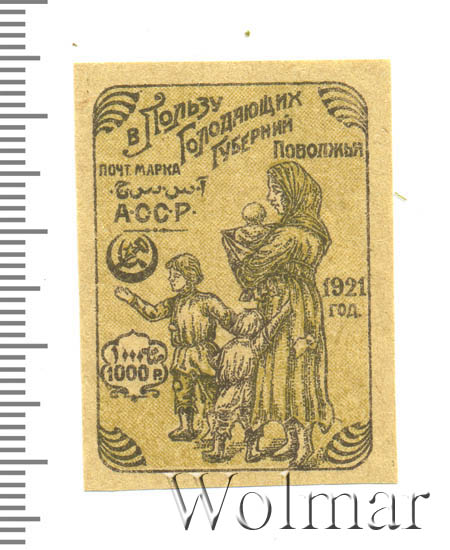 В Пользу
Голодающих
Губерний
Поволжья
ПОЧТ. МАРКА
А·С·С·Р·
1921
ГОД.
1000 Р.
Wolmar